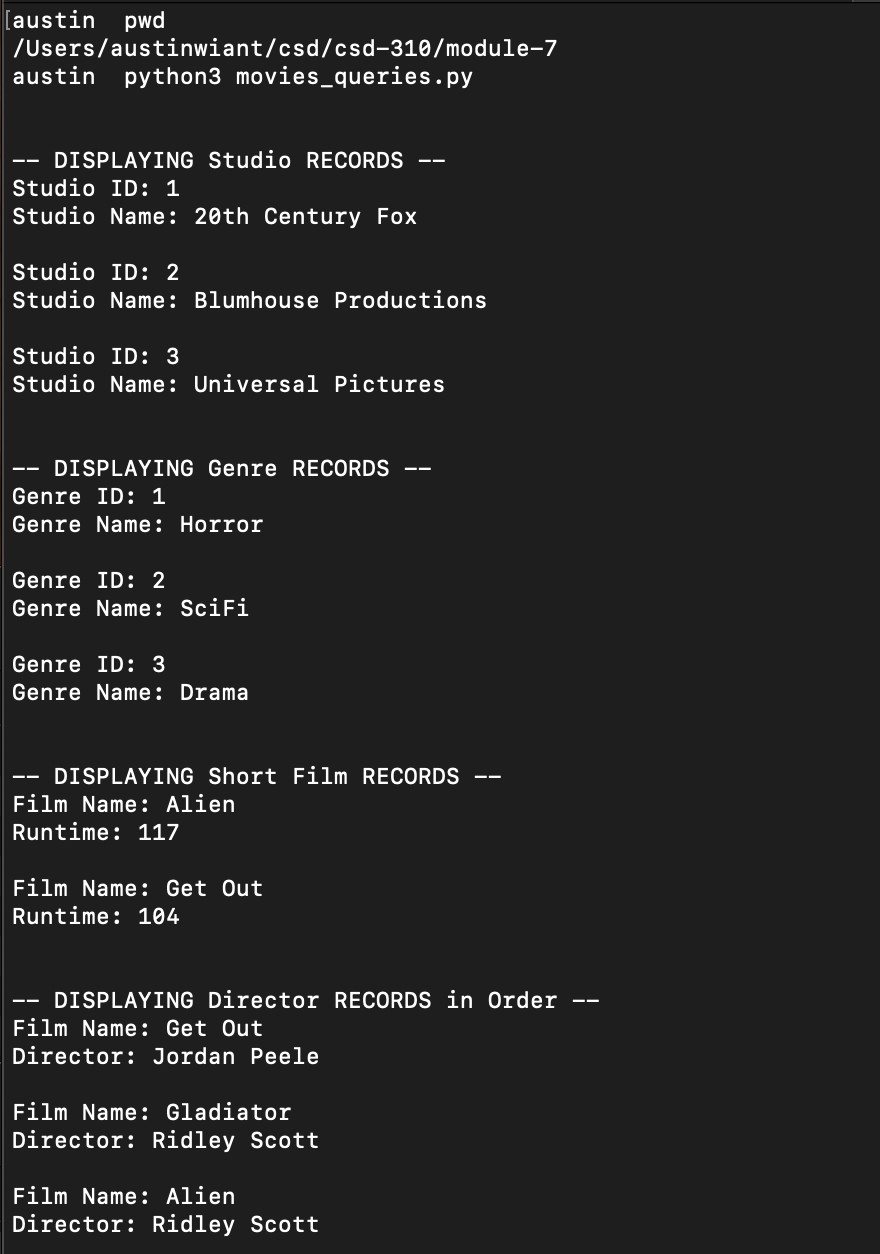 [austin  pwd
/Users/austinwiant/csd/csd-310/module-7
austin  python3 movies_queries.py
-- DISPLAYING Studio RECORDS --
Studio ID: 1
Studio Name: 20th Century Fox
Studio ID: 2
Studio Name: Blumhouse Productions
Studio ID: 3
Studio Name: Universal Pictures
-- DISPLAYING Genre RECORDS --
Genre ID: 1
Genre Name: Horror
Genre ID: 2
Genre Name: SciFi
Genre ID: 3
Genre Name: Drama
-- DISPLAYING Short Film RECORDS --
Film Name: Alien
Runtime: 117
Film Name: Get Out
Runtime: 104
-- DISPLAYING Director RECORDS in Order --
Film Name: Get Out
Director: Jordan Peele
Film Name: Gladiator
Director: Ridley Scott
Film Name: Alien
Director: Ridley Scott